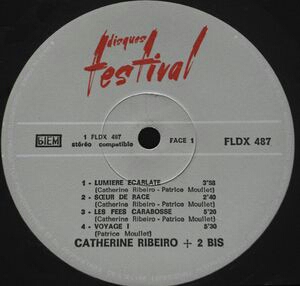 disques
festival
BIEM
1 FLDX 487
stéréo compatible
FACE 1
FLDX 487
1 - LUMIERE ECARLATE 3'58
(Catherine Ribeiro - Patrice Moullet)
2 - SŒUR DE RACE 2'40
(Catherine Ribeiro - Patrice Moullet)
3 - LES FEES CARABOSSE 5'20
(Catherine Ribeiro - Patrice Moullet)
4 - VOYAGE I 5'30
(Patrice Moullet)
CATHERINE RIBEIRO + 2 BIS